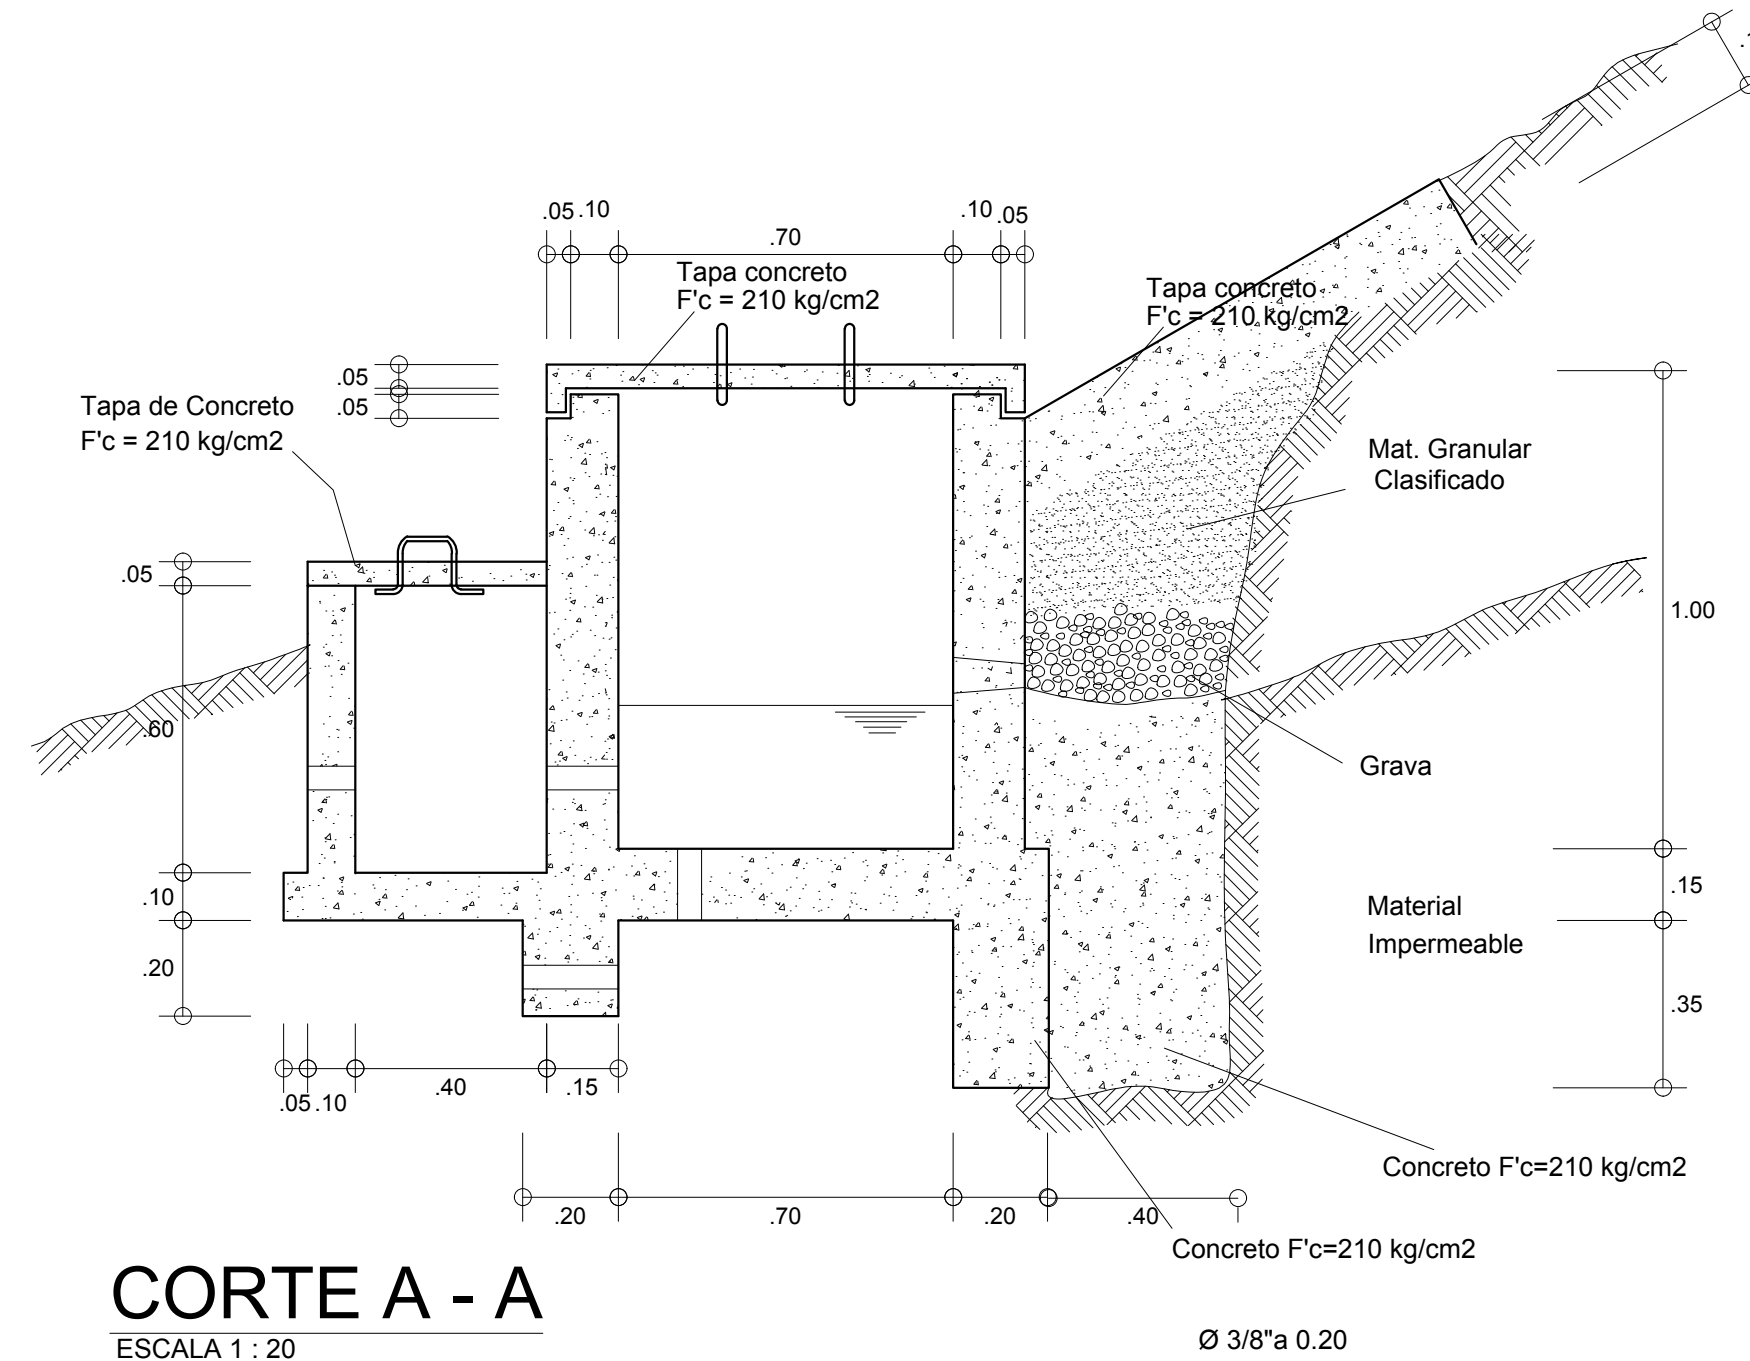 .05 .10
.70
.10 .05
Tapa concreto
F'c = 210 kg/cm2
Tapa concreto
F'c = 210 kg/cm2
.05
.05
Tapa de Concreto
F'c = 210 kg/cm2
Mat. Granular
Clasificado
.05
1.00
.60
Grava
.10
.15
Material
Impermeable
.20
.35
.05 .10
.40
.15
Concreto F'c=210 kg/cm2
.20
.70
.20
.40
Concreto F'c=210 kg/cm2
CORTE A - A
ESCALA 1 : 20
Ø 3/8"a 0.20